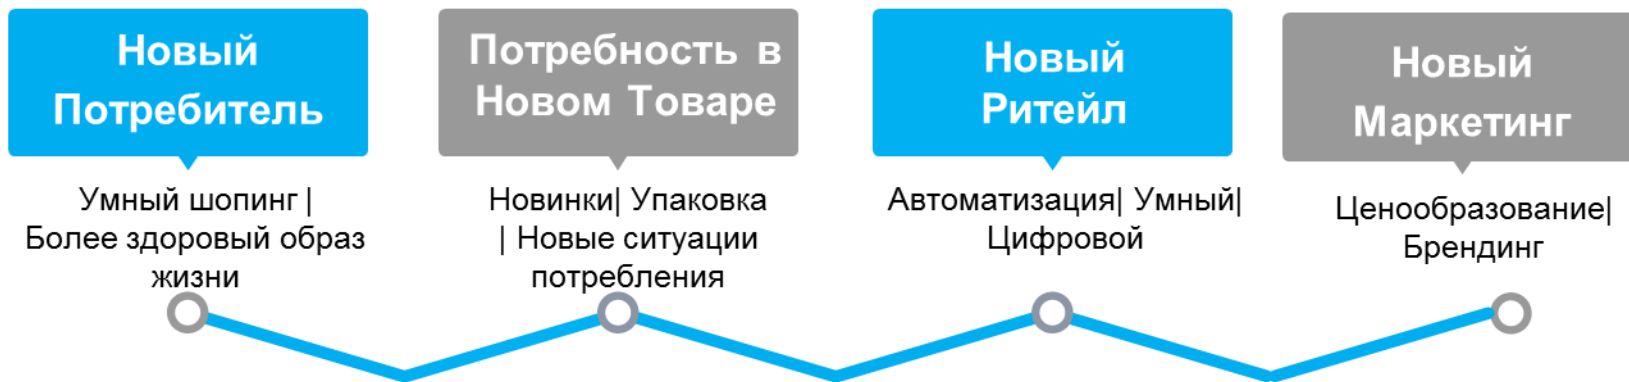 Новый
Потребитель
Умный шопинг |
Более здоровый образ
жизни
Потребность в
Новом Товаре
Новинки| Упаковка
| Новые ситуации
потребления
Новый
Ритейл
Автоматизация| Умный|
Цифровой
Новый
Маркетинг
Ценообразование|
Брендинг